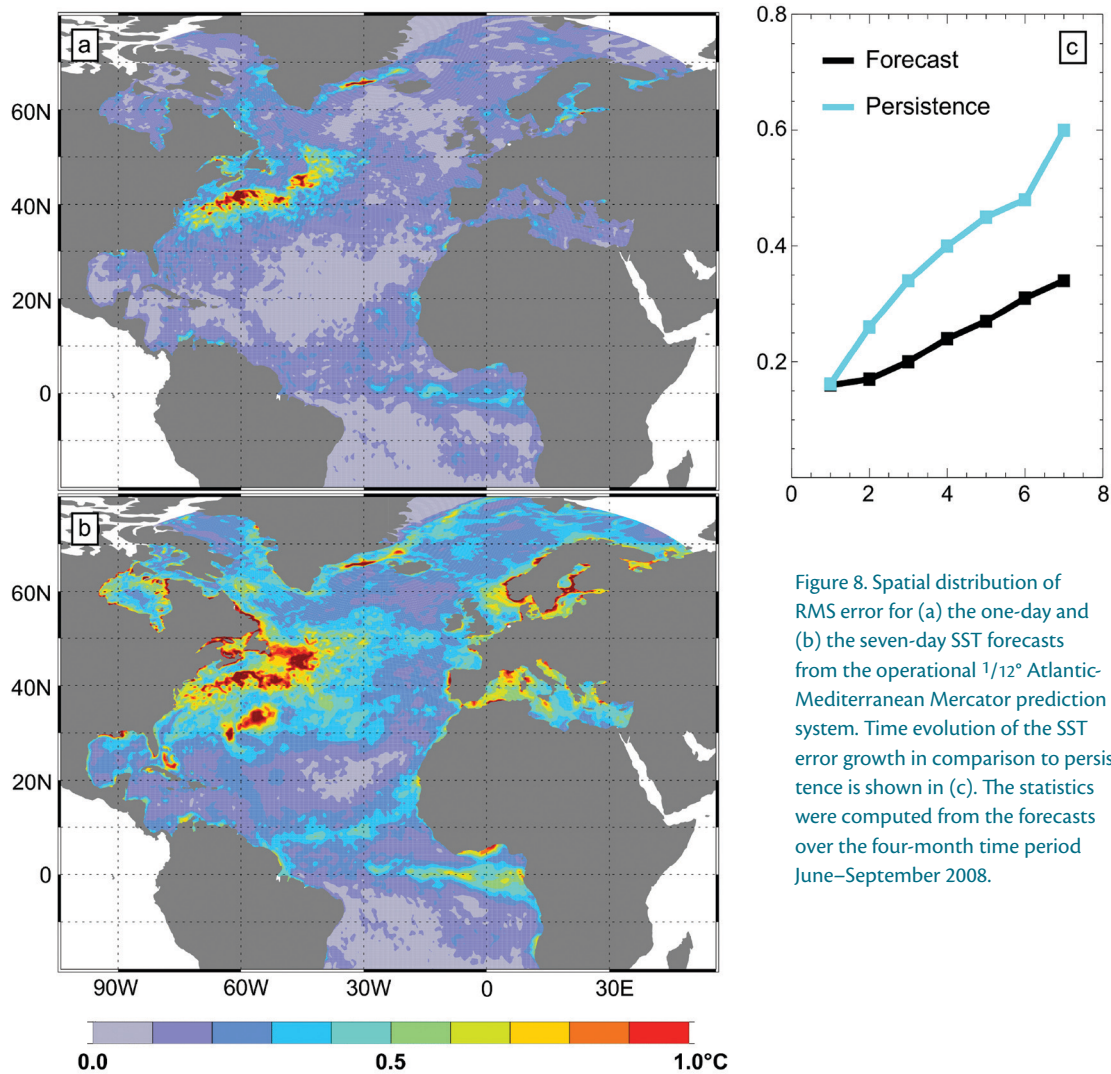 a
60N
40N
20N
0
b
60N
40N
20N
0
90W
60W
30W
0
30E
0.0
0.5
1.0°C
0.8
0.6
0.4
0.2
0
2
4
6
8
c
Forecast
Persistence
Figure 8. Spatial distribution of
RMS error for (a) the one-day and
(b) the seven-day SST forecasts
from the operational 1/12° Atlantic-
Mediterranean Mercator prediction
system. Time evolution of the SST
error growth in comparison to persis
tence is shown in (c). The statistics
were computed from the forecasts
over the four-month time period
June–September 2008.